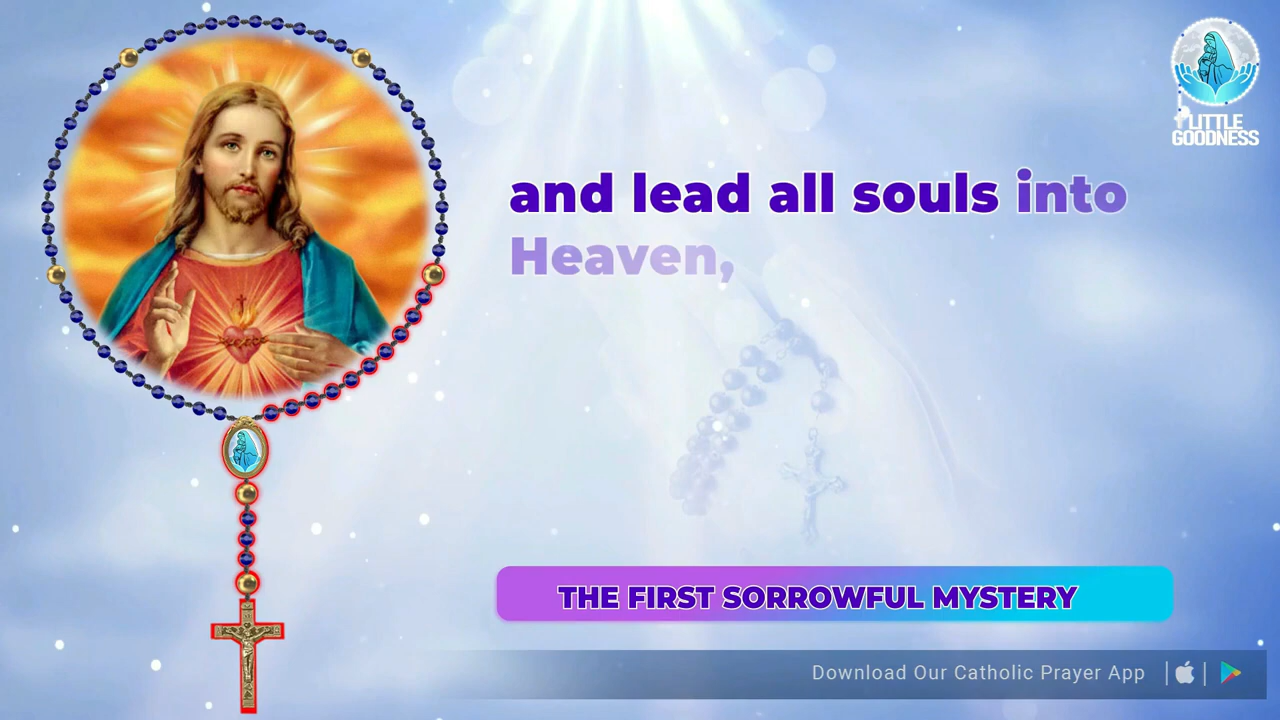 LITTLE
GOODNESS
and lead all souls into
Heaven,
THE FIRST SORROWFUL MYSTERY
Download Our Catholic Prayer App